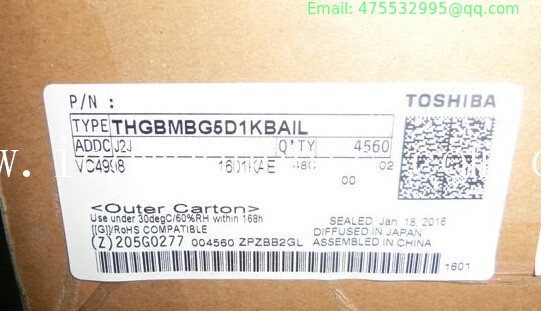 Email: 475532995@qq.com
P/N :
TOSHIBA
TYPE THGBMBG5D1KBAIL
ADDC J2J Q'TY 4560
1601KAE 48C 02
00
<Outer Carton>
Use under 30degC/60%RH within 168h
[[G]]/RoHS COMPATIBLE
SEALED Jan. 18, 2016
DIFFUSED IN JAPAN
(Z) 205G0277 004560 ZPZBB2GL ASSEMBLED IN CHINA
1601